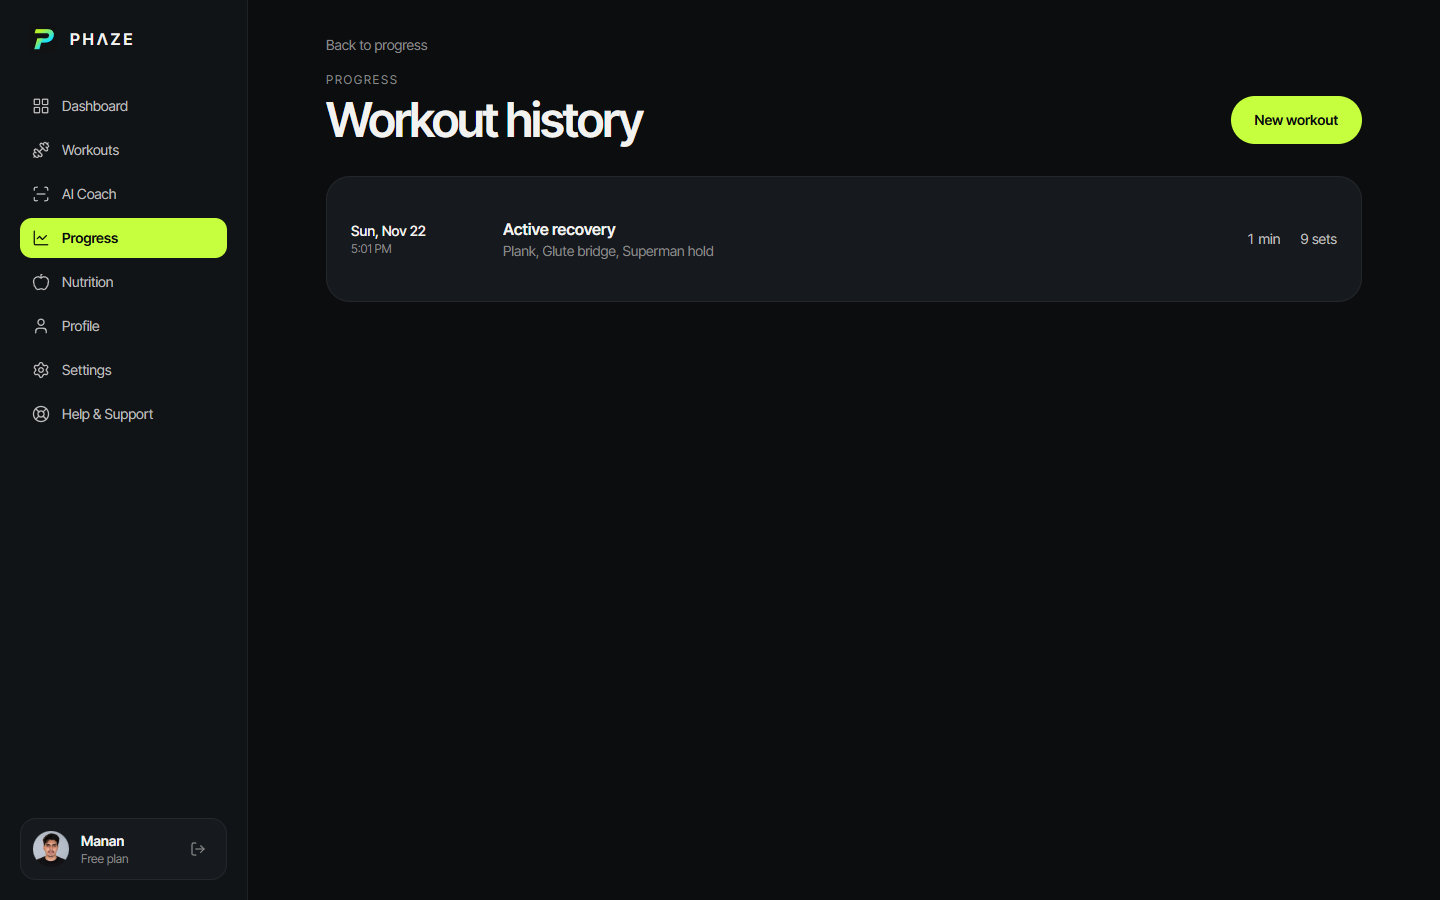 PHΛZE
Dashboard
Workouts
AI Coach
Progress
Nutrition
Profile
Settings
Help & Support
Manan
Free plan
Back to progress
PROGRESS
Workout history
New workout
Sun, Nov 22
5:01 PM
Active recovery
Plank, Glute bridge, Superman hold
1 min
9 sets